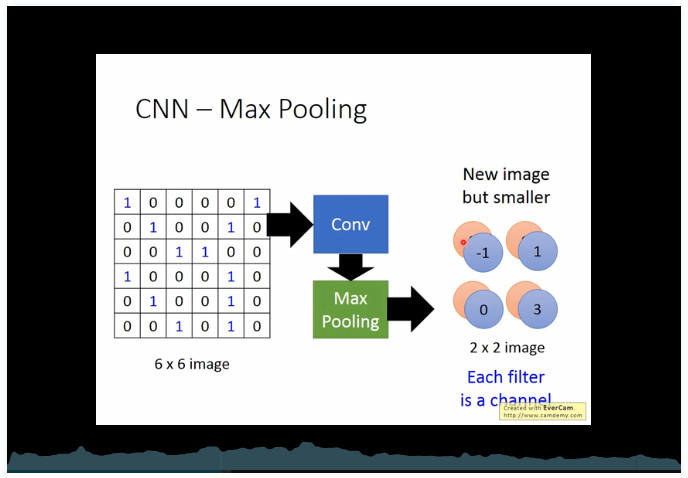 CNN – Max Pooling
New image
but smaller
1 0 0 0 0 1
0 1 0 0 1 0
0 0 1 1 0 0
1 0 0 0 1 0
0 1 0 0 1 0
0 0 1 0 1 0
6 x 6 image
Conv
Max
Pooling
-1 1
0 3
2 x 2 image
Each filter
is a channel
Created with EverCam.
http://www.camdemy.com